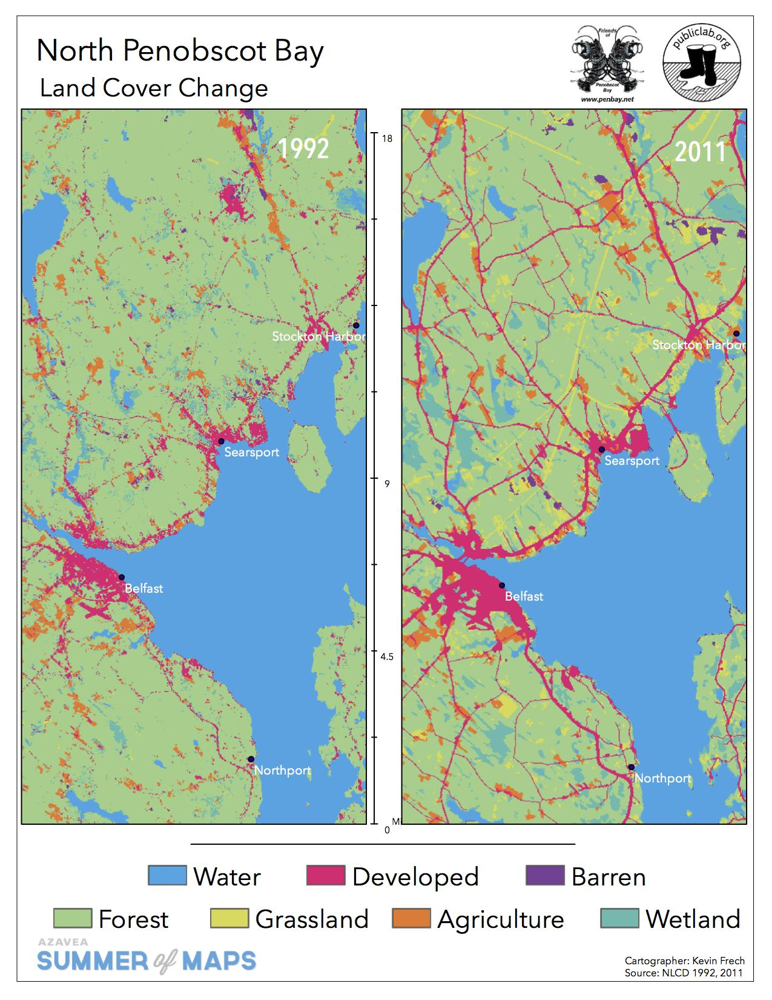 North Penobscot Bay
Land Cover Change
Friends
of
Penobscot
Bay
www.penbay.net
publiclab.org
1992
Stockton Harbor
Searsport
Belfast
Northport
18
9
4.5
0
Mi
2011
Stockton Harbor
Searsport
Belfast
Northport
Water
Developed
Barren
Forest
Grassland
Agriculture
Wetland
AZAVEA
SUMMER of MAPS
Cartographer: Kevin Frech
Source: NLCD 1992, 2011